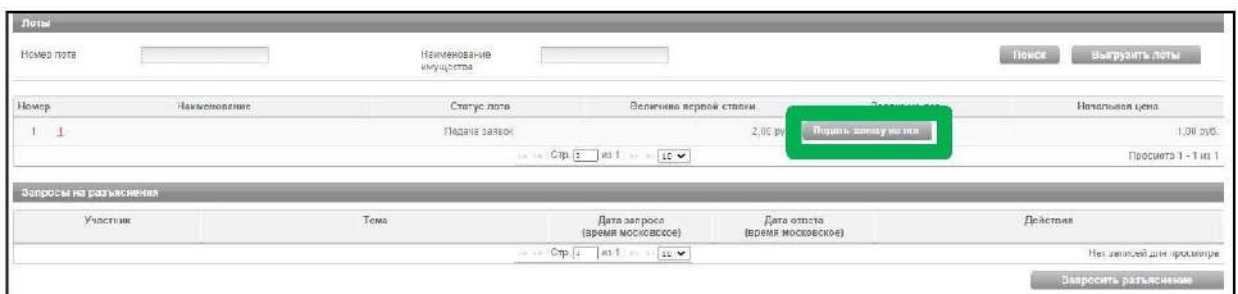 Лоты
Номер лота
Наименование имущества
Поиск
Выгрузить лоты
Номер Наименование Статус лота Величина первой ставки Начальная цена
1 1 Подача заявок 2,00 ру Подать заявку на лот 1,00 руб.
Стр. из 1 10 Просмотр 1 - 1 из 1
Запросы на разъяснения
Участник Тема Дата запроса (время московское) Дата ответа (время московское) Действия
Стр. из 1 10 Нет записей для просмотра
Запросить разъяснение